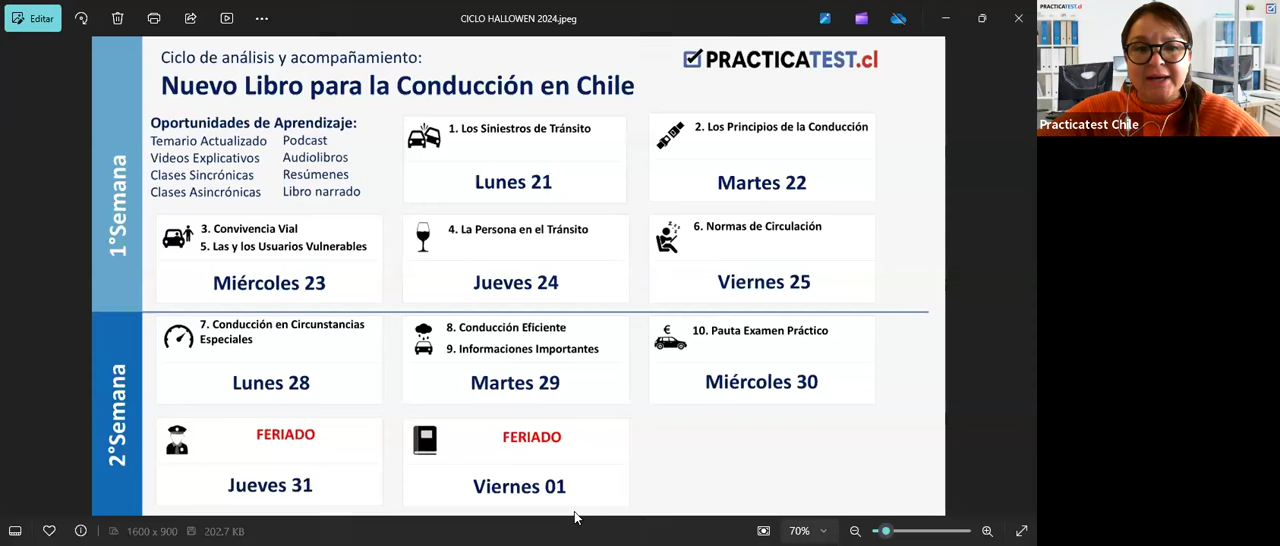 Editar
CICLO HALLOWEN 2024.jpeg
PRACTICATEST.cl
Practicatest Chile
Ciclo de análisis y acompañamiento:
Nuevo Libro para la Conducción en Chile
PRACTICATEST.cl
1°Semana
Oportunidades de Aprendizaje:
Temario Actualizado
Videos Explicativos
Clases Sincrónicas
Clases Asincrónicas
Podcast
Audiolibros
Resúmenes
Libro narrado
1. Los Siniestros de Tránsito
Lunes 21
2. Los Principios de la Conducción
Martes 22
3. Convivencia Vial
5. Las y los Usuarios Vulnerables
Miércoles 23
4. La Persona en el Tránsito
Jueves 24
6. Normas de Circulación
Viernes 25
2°Semana
7. Conducción en Circunstancias
Especiales
Lunes 28
8. Conducción Eficiente
9. Informaciones Importantes
Martes 29
€
10. Pauta Examen Práctico
Miércoles 30
FERIADO
Jueves 31
FERIADO
Viernes 01
1600 x 900
202.7 KB
70%